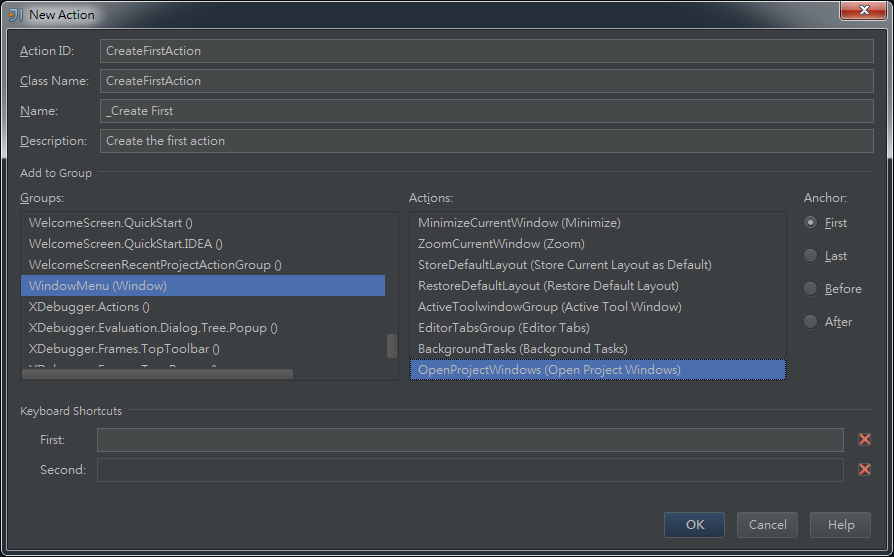 New Action
Action ID: CreateFirstAction
Class Name: CreateFirstAction
Name: _Create First
Description: Create the first action
Add to Group
Groups:
WelcomeScreen.QuickStart ()
WelcomeScreen.QuickStart.IDEA ()
WelcomeScreenRecentProjectActionGroup ()
WindowMenu (Window)
XDebugger.Actions ()
XDebugger.Evaluation.Dialog.Tree.Popup ()
XDebugger.Frames.TopToolbar ()
Actions:
MinimizeCurrentWindow (Minimize)
ZoomCurrentWindow (Zoom)
StoreDefaultLayout (Store Current Layout as Default)
RestoreDefaultLayout (Restore Default Layout)
ActiveToolwindowGroup (Active Tool Window)
EditorTabsGroup (Editor Tabs)
BackgroundTasks (Background Tasks)
OpenProjectWindows (Open Project Windows)
Anchor:
First
Last
Before
After
Keyboard Shortcuts
First:
Second:
OK Cancel Help